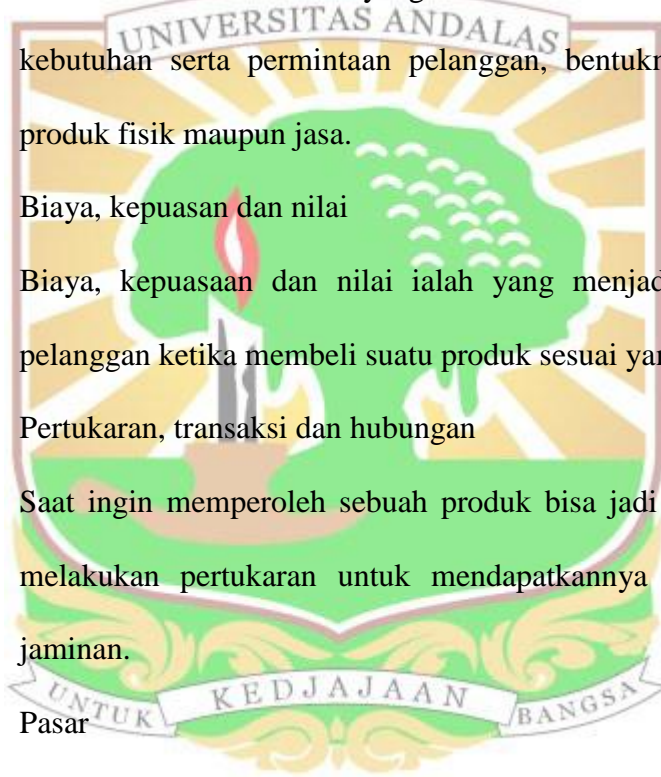 yang
UNIVERSITAS ANDALAS
kebutuhan serta permintaan pelanggan, bentukn
produk fisik maupun jasa.
Biaya, kepuasan dan nilai
Biaya, kepuasaan dan nilai ialah yang menjad
pelanggan ketika membeli suatu produk sesuai yan
Pertukaran, transaksi dan hubungan
Saat ingin memperoleh sebuah produk bisa jadi
melakukan pertukaran untuk mendapatkannya
jaminan.
UNTUK KEDJAJAAN BANGSA
Pasar